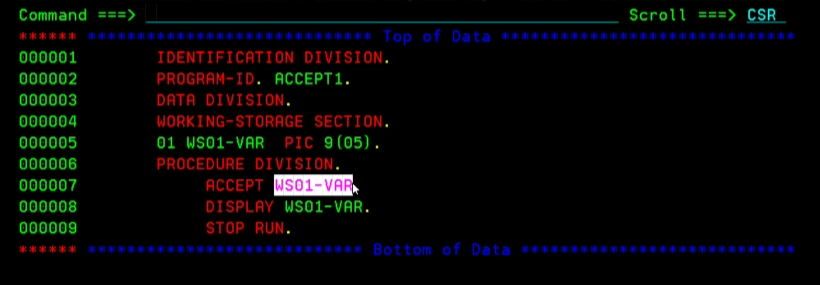 Command ===> Scroll ===> CSR
****** ***************************** Top of Data ******************************
000001 IDENTIFICATION DIVISION.
000002 PROGRAM-ID. ACCEPT1.
000003 DATA DIVISION.
000004 WORKING-STORAGE SECTION.
000005 01 WS01-VAR PIC 9(05).
000006 PROCEDURE DIVISION.
000007 ACCEPT WS01-VAR
000008 DISPLAY WS01-VAR.
000009 STOP RUN.
****** **************************** Bottom of Data ****************************